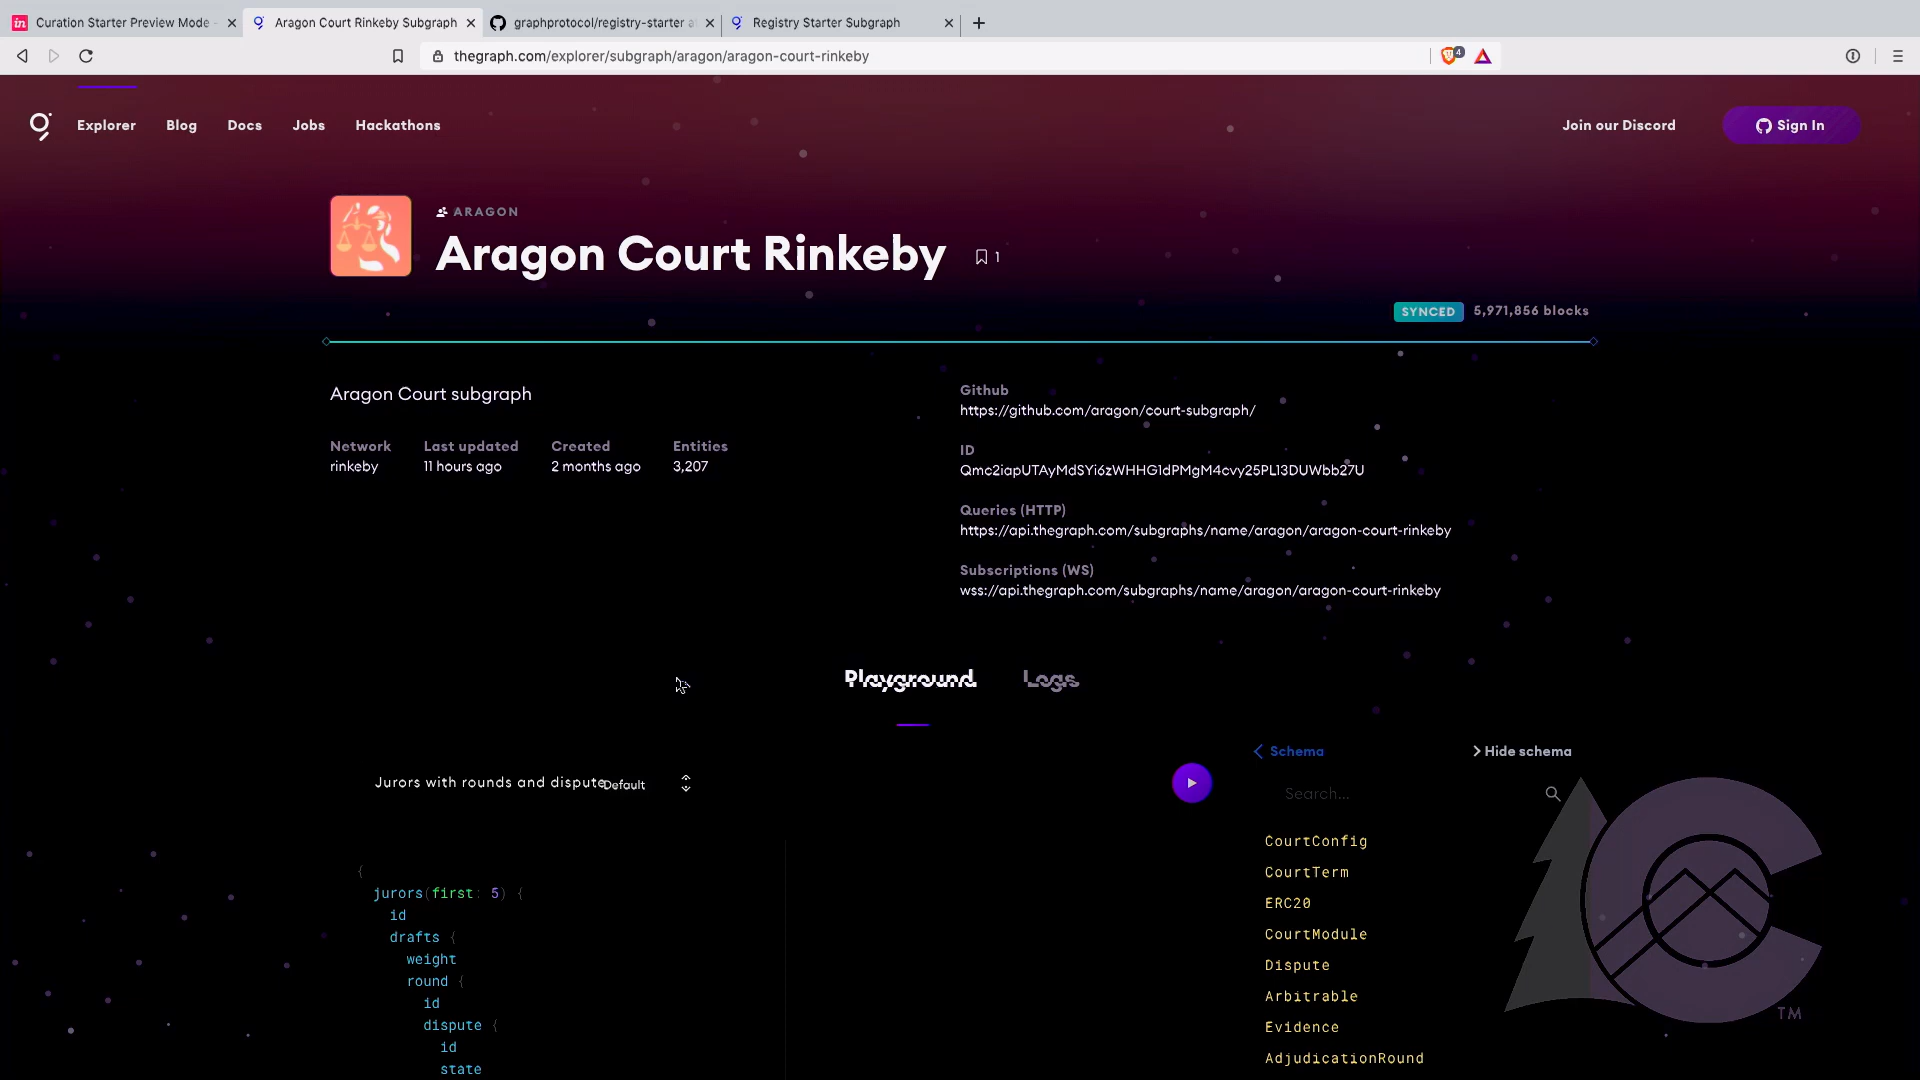 Curation Starter Preview Mode
Aragon Court Rinkeby Subgraph
graphprotocol/registry-starter a
Registry Starter Subgraph
thegraph.com/explorer/subgraph/aragon/aragon-court-rinkeby
4
Explorer
Blog
Docs
Jobs
Hackathons
Join our Discord
Sign In
ARAGON
Aragon Court Rinkeby
1
SYNCED
5,971,856 blocks
Aragon Court subgraph
Network
rinkeby
Last updated
11 hours ago
Created
2 months ago
Entities
3,207
Github
https://github.com/aragon/court-subgraph/
ID
Qmc2iapUTAyMdSYi6zWHHG1dPMgM4cvy25PL13DUWbb27U
Queries (HTTP)
https://api.thegraph.com/subgraphs/name/aragon/aragon-court-rinkeby
Subscriptions (WS)
wss://api.thegraph.com/subgraphs/name/aragon/aragon-court-rinkeby
Playground
Logs
Jurors with rounds and dispute
Default
Schema
Hide schema
Search...
{
jurors(first: 5) {
id
drafts {
weight
round {
id
dispute {
id
state
CourtConfig
CourtTerm
ERC20
CourtModule
Dispute
Arbitrable
Evidence
AdjudicationRound
C
TM